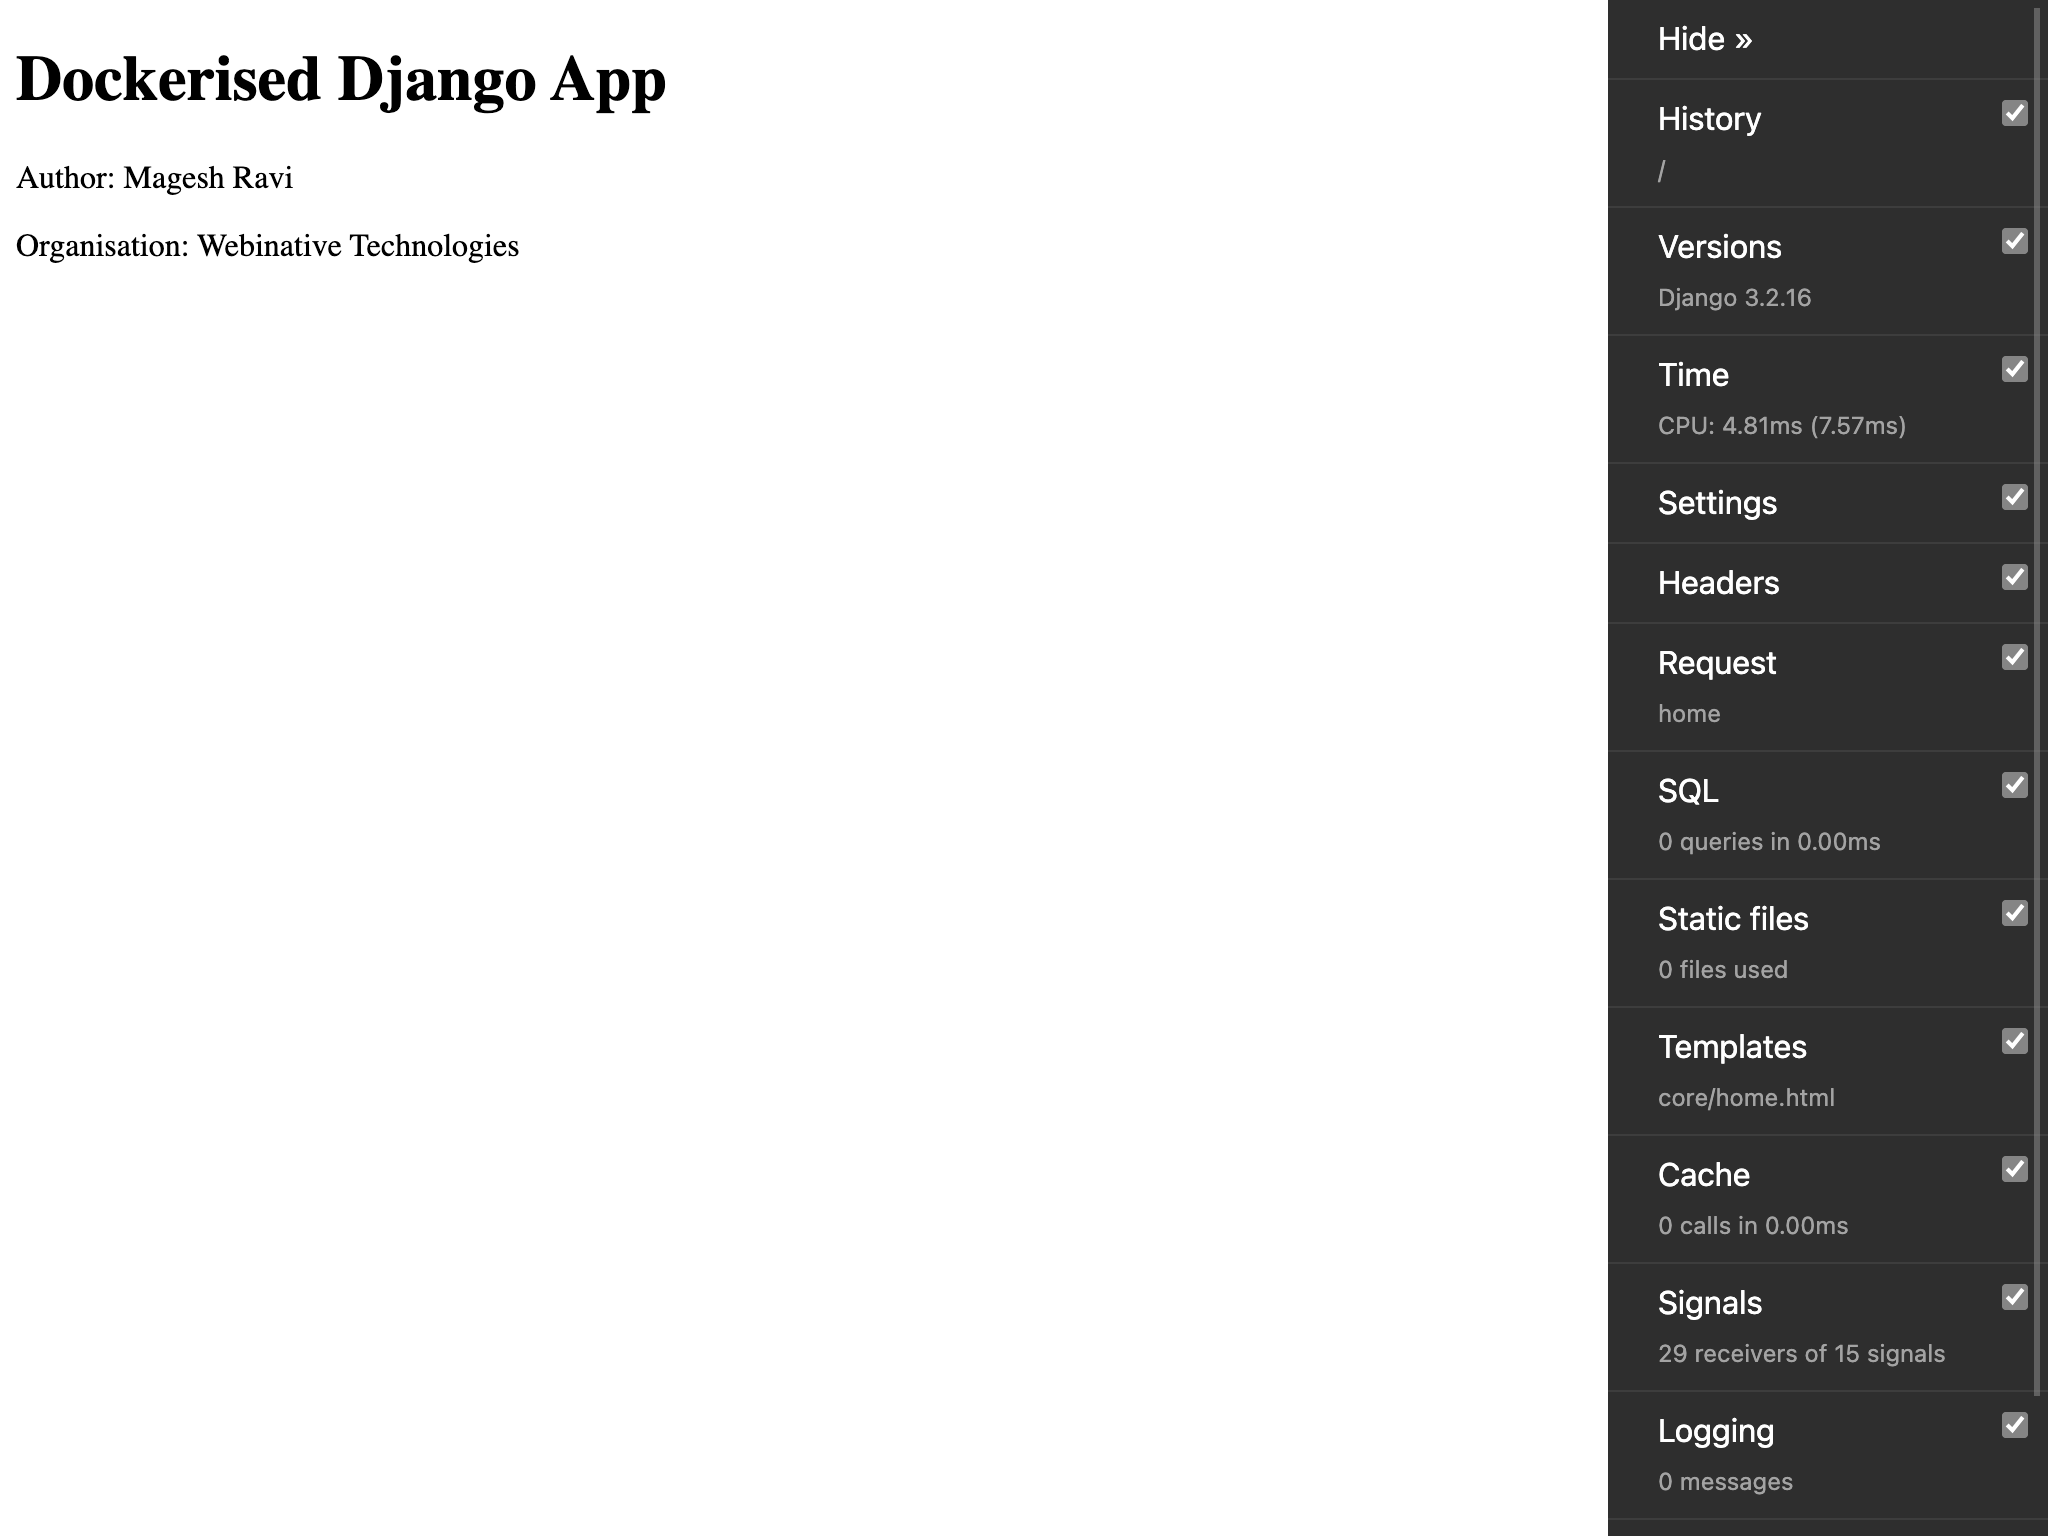 Dockerised Django App
Author: Magesh Ravi
Organisation: Webinative Technologies
Hide »
History
/
Versions
Django 3.2.16
Time
CPU: 4.81ms (7.57ms)
Settings
Headers
Request
home
SQL
0 queries in 0.00ms
Static files
0 files used
Templates
core/home.html
Cache
0 calls in 0.00ms
Signals
29 receivers of 15 signals
Logging
0 messages